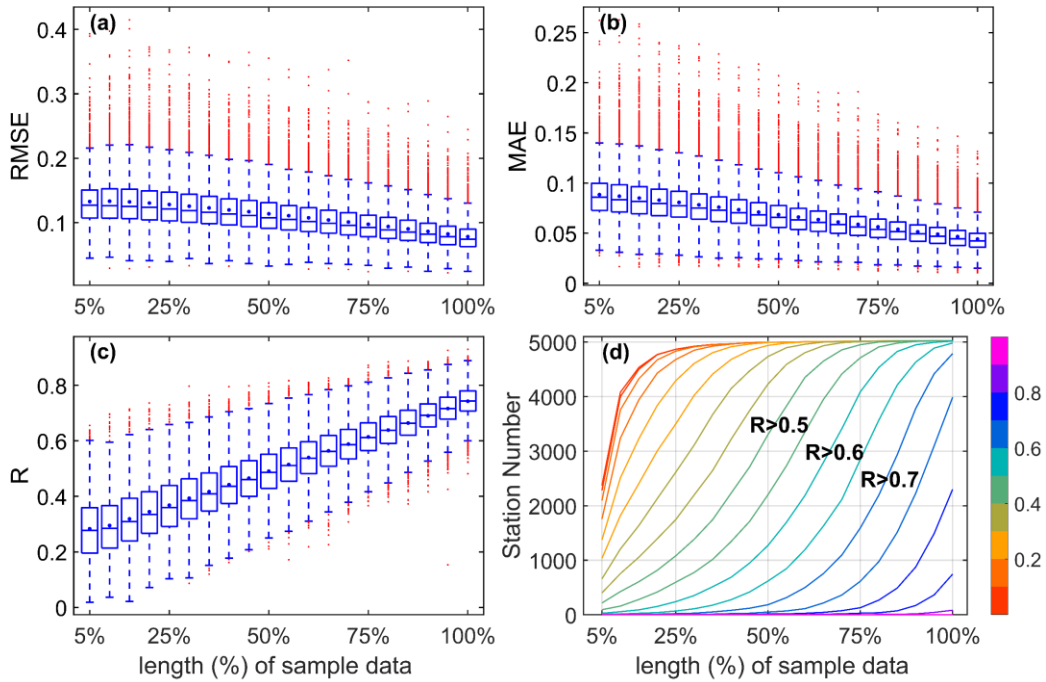 (a)
RMSE
0.4
0.3
0.2
0.1
5% 25% 50% 75% 100%
(b)
MAE
0.25
0.2
0.15
0.1
0.05
0
5% 25% 50% 75% 100%
(c)
R
0.8
0.6
0.4
0.2
0
5% 25% 50% 75% 100%
length (%) of sample data
(d)
Station Number
5000
4000
3000
2000
1000
0
R>0.5
R>0.6
R>0.7
5% 25% 50% 75% 100%
length (%) of sample data
0.8
0.6
0.4
0.2